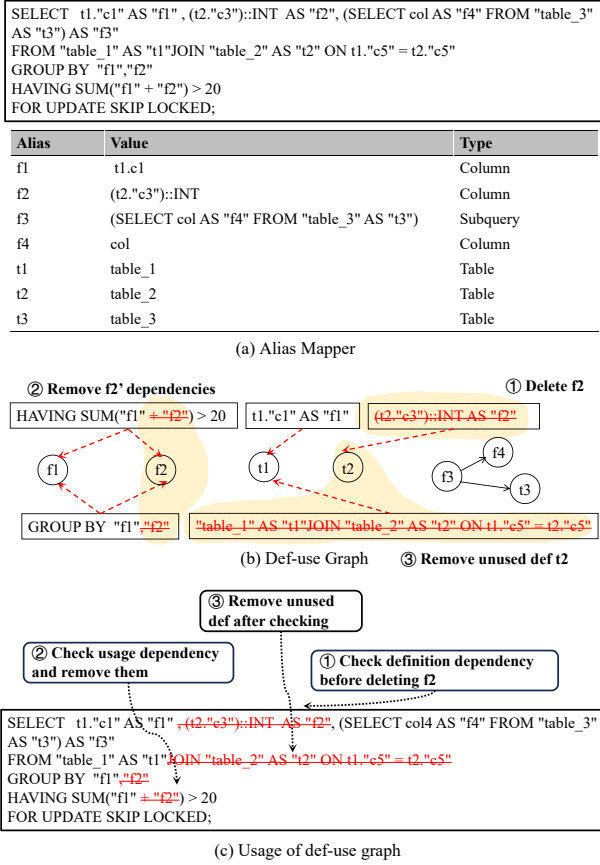 SELECT t1."c1" AS "f1" , (t2."c3")::INT AS "f2", (SELECT col AS "f4" FROM "table_3"
AS "t3") AS "f3"
FROM "table_1" AS "t1"JOIN "table_2" AS "t2" ON t1."c5" = t2."c5"
GROUP BY "f1","f2"
HAVING SUM("f1" + "f2") > 20
FOR UPDATE SKIP LOCKED;
Alias Value Type
f1 t1.c1 Column
f2 (t2."c3")::INT Column
f3 (SELECT col AS "f4" FROM "table_3" AS "t3") Subquery
f4 col Column
t1 table_1 Table
t2 table_2 Table
t3 table_3 Table
(a) Alias Mapper
② Remove f2' dependencies
① Delete f2
HAVING SUM("f1" + "f2") > 20
t1."c1" AS "f1"
(t2."c3")::INT AS "f2"
f1
f2
t1
t2
f3
f4
t3
GROUP BY "f1","f2"
"table_1" AS "t1"JOIN "table_2" AS "t2" ON t1."c5" = t2."c5"
(b) Def-use Graph
③ Remove unused def t2
③ Remove unused
def after checking
② Check usage dependency
and remove them
① Check definition dependency
before deleting f2
SELECT t1."c1" AS "f1" , (t2."c3")::INT AS "f2", (SELECT col4 AS "f4" FROM "table_3"
AS "t3") AS "f3"
FROM "table_1" AS "t1"JOIN "table_2" AS "t2" ON t1."c5" = t2."c5"
GROUP BY "f1","f2"
HAVING SUM("f1" + "f2") > 20
FOR UPDATE SKIP LOCKED;
(c) Usage of def-use graph